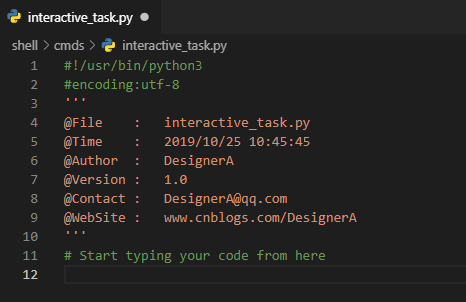 interactive_task.py
shell > cmds > interactive_task.py
1 #!/usr/bin/python3
2 #encoding:utf-8
3 '''
4 @File    :   interactive_task.py
5 @Time    :   2019/10/25 10:45:45
6 @Author  :   DesignerA
7 @Version :   1.0
8 @Contact :   DesignerA@qq.com
9 @WebSite :   www.cnblogs.com/DesignerA
10 '''
11 # Start typing your code from here
12